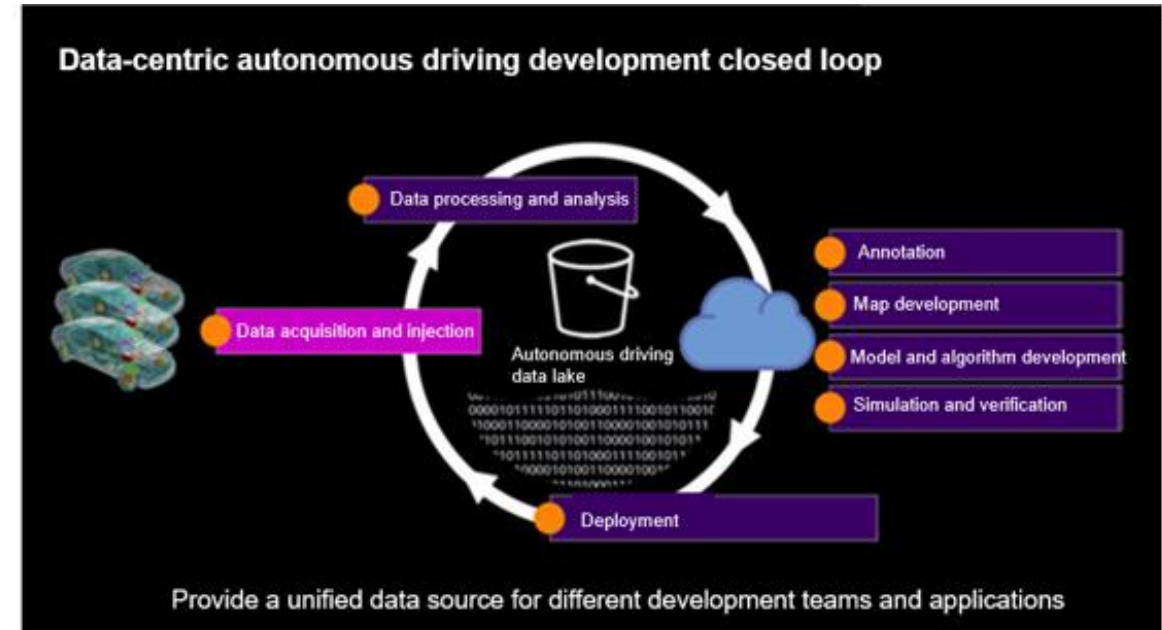 Data-centric autonomous driving development closed loop
Data processing and analysis
Annotation
Map development
Data acquisition and injection
Autonomous driving
data lake
Model and algorithm development
Simulation and verification
Deployment
Provide a unified data source for different development teams and applications